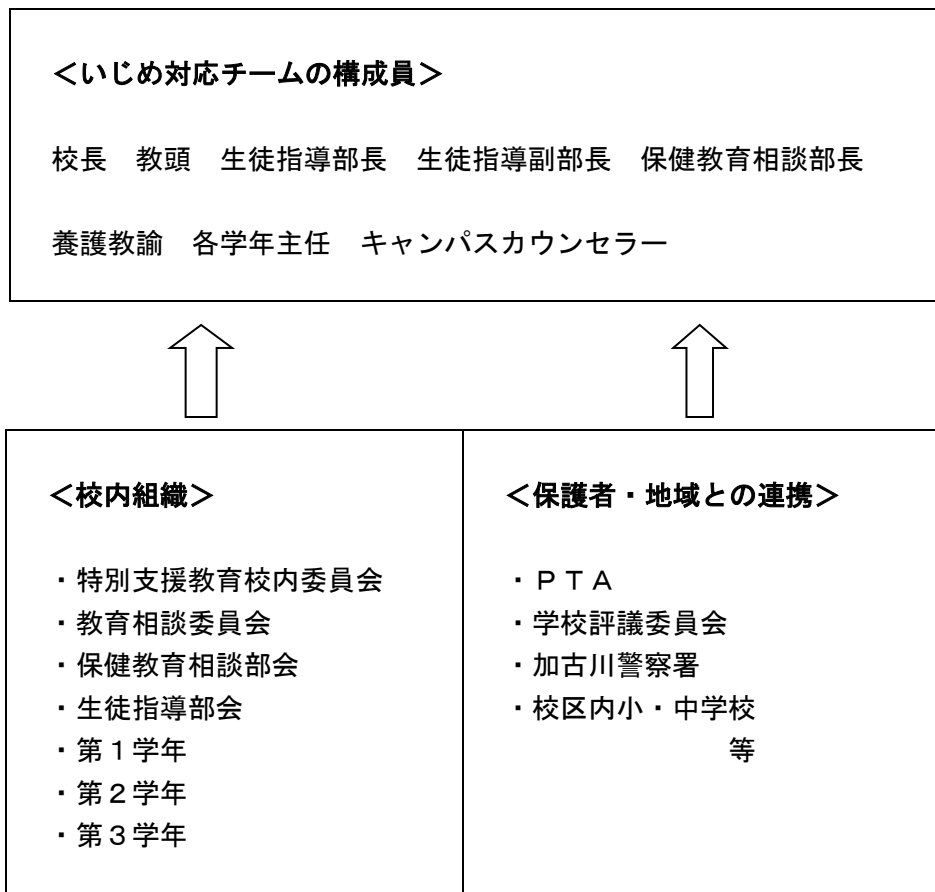 ＜いじめ対応チームの構成員＞
校長　教頭　生徒指導部長　生徒指導副部長　保健教育相談部長
養護教諭　各学年主任　キャンパスカウンセラー
＜校内組織＞
・特別支援教育校内委員会
・教育相談委員会
・保健教育相談部会
・生徒指導部会
・第１学年
・第２学年
・第３学年
＜保護者・地域との連携＞
・ＰＴＡ
・学校評議委員会
・加古川警察署
・校区内小・中学校
等